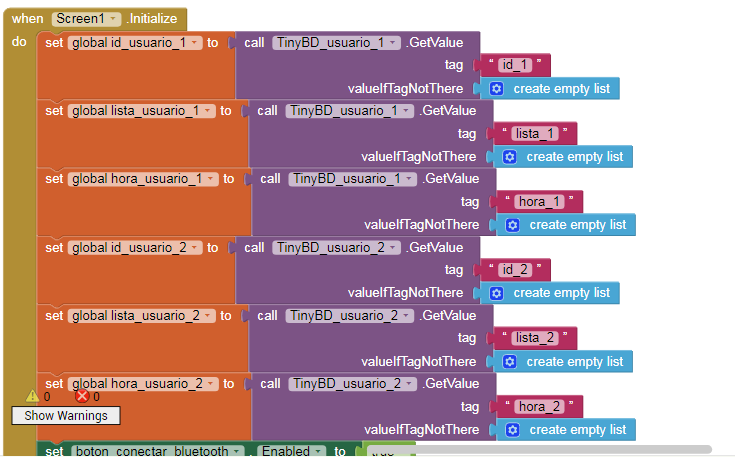 when Screen1 .Initialize
do set global id_usuario_1 to call TinyBD_usuario_1 .GetValue
tag " id_1 "
valueIfTagNotThere create empty list
set global lista_usuario_1 to call TinyBD_usuario_1 .GetValue
tag " lista_1 "
valueIfTagNotThere create empty list
set global hora_usuario_1 to call TinyBD_usuario_1 .GetValue
tag " hora_1 "
valueIfTagNotThere create empty list
set global id_usuario_2 to call TinyBD_usuario_2 .GetValue
tag " id_2 "
valueIfTagNotThere create empty list
set global lista_usuario_2 to call TinyBD_usuario_2 .GetValue
tag " lista_2 "
valueIfTagNotThere create empty list
set global hora_usuario_2 to call TinyBD_usuario_2 .GetValue
0 0 tag " hora_2 "
Show Warnings valueIfTagNotThere create empty list
set boton_conectar_bluetooth . Enabled to true